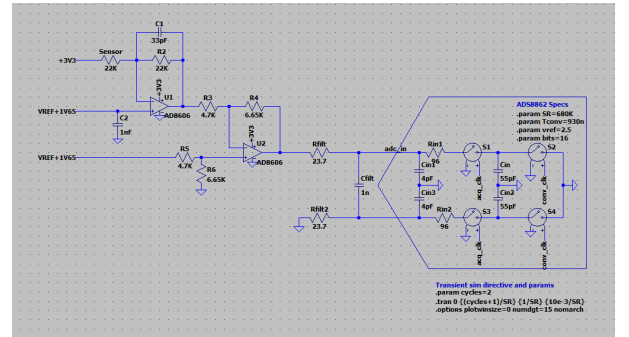 C1
33pF
Sensor
R2
+3V3
22K
22K
+3V3
U1
R3
R4
VREF+1V65
4.7K
6.65K
AD8606
C2
1nF
+3V3
ADS8862 Specs
.param SR=680K
.param Tconv=930n
.param vref=2.5
.param bits=16
U2
VREF+1V65
R5
4.7K
AD8606
R6
6.65K
Rfilt
23.7
adc_in
Rin1
96
S1
S2
Cfilt
1n
Cin1
4pF
Cin3
4pF
acq_clk
Cin
55pF
Cin2
55pF
conv_clk
Rfilt2
23.7
Rin2
96
S3
S4
acq_clk
conv_clk
Transient sim directive and params
.param cycles=2
.tran 0 {(cycles+1)/SR} {1/SR} {10e-3/SR}
.options plotwinsize=0 numdgt=15 nomarch